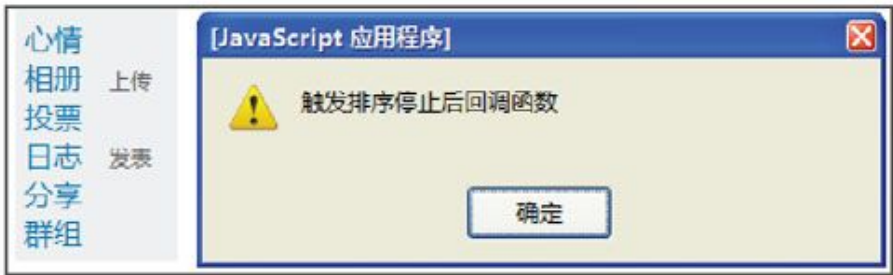 心情
相册 上传
投票
日志 发表
分享
群组
[JavaScript 应用程序]
触发排序停止后回调函数
确定